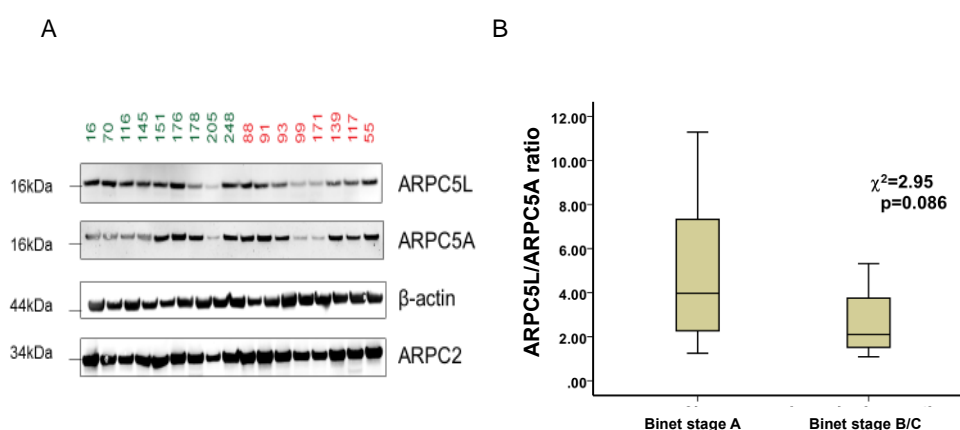 A
B
16 70 116 145 151 176 178 205 248 88 91 93 99 171 139 117 55
16kDa ARPC5L
16kDa ARPC5A
44kDa β-actin
34kDa ARPC2
ARPC5L/ARPC5A ratio
12.00
10.00
8.00
6.00
4.00
2.00
.00
χ²=2.95
p=0.086
Binet stage A Binet stage B/C